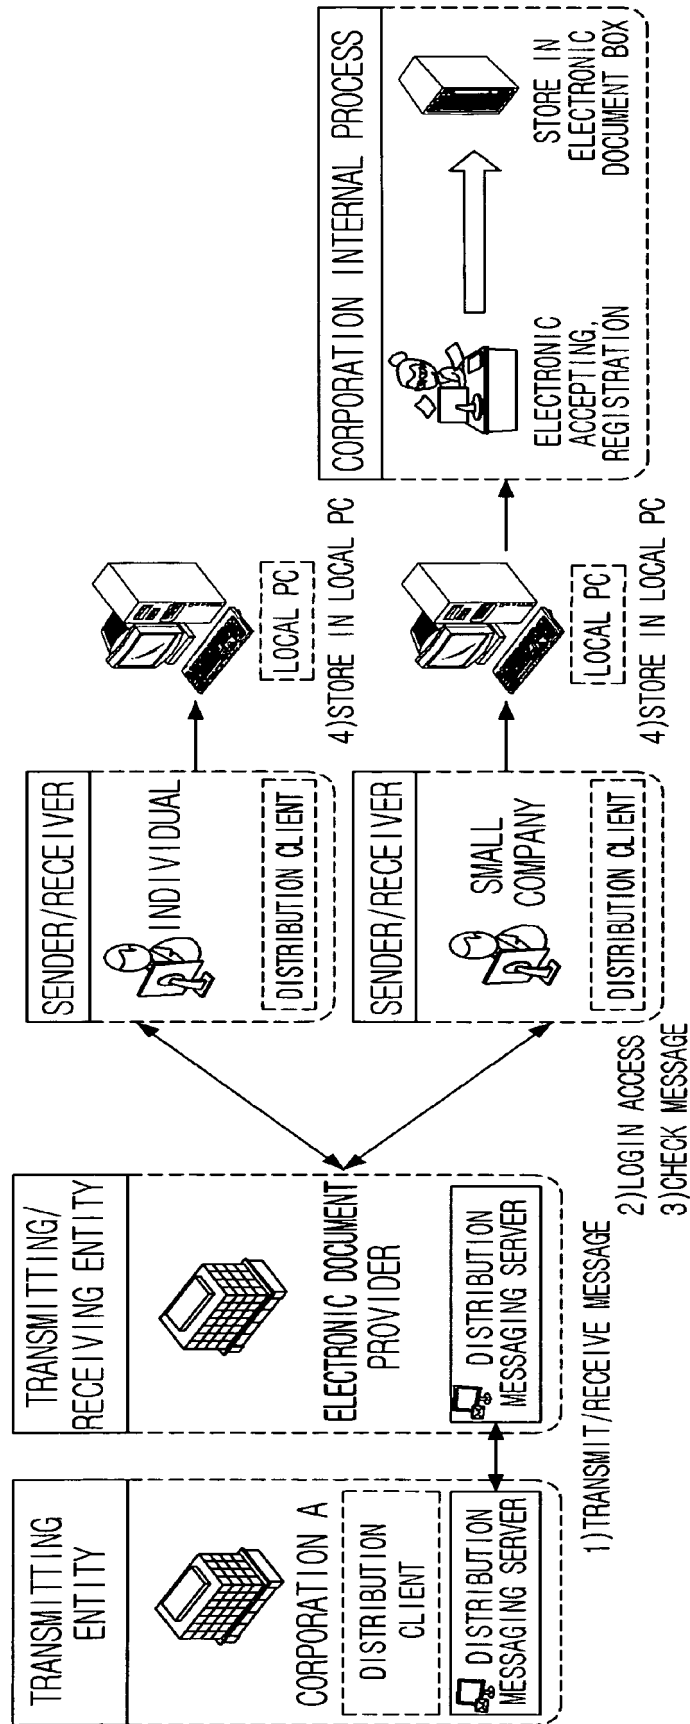 TRANSMITTING
ENTITY
CORPORATION A
DISTRIBUTION
CLIENT
DISTRIBUTION
MESSAGING SERVER
TRANSMITTING/
RECEIVING ENTITY
ELECTRONIC DOCUMENT
PROVIDER
DISTRIBUTION
MESSAGING SERVER
1)TRANSMIT/RECEIVE MESSAGE
2)LOGIN ACCESS
3)CHECK MESSAGE
SENDER/RECEIVER
INDIVIDUAL
DISTRIBUTION CLIENT
SENDER/RECEIVER
SMALL
COMPANY
DISTRIBUTION CLIENT
LOCAL PC
4)STORE IN LOCAL PC
LOCAL PC
4)STORE IN LOCAL PC
CORPORATION INTERNAL PROCESS
ELECTRONIC
ACCEPTING,
REGISTRATION
STORE IN
ELECTRONIC
DOCUMENT BOX